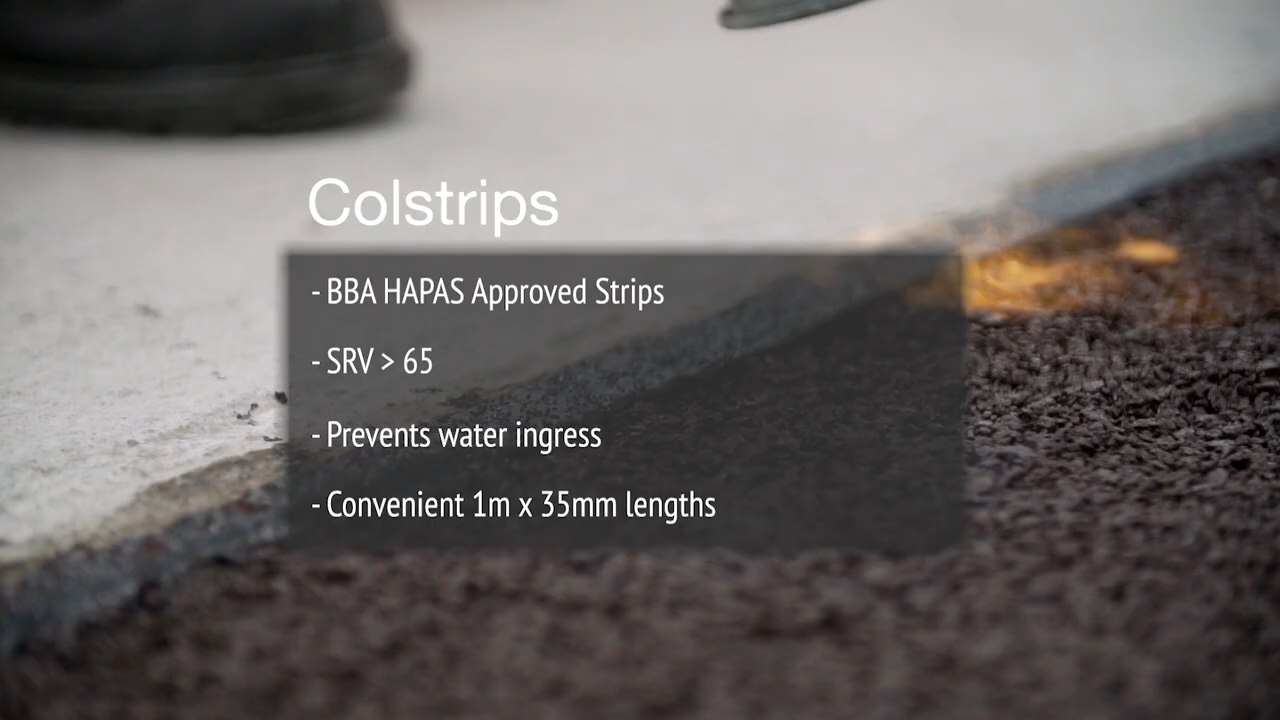 Colstrips
- BBA HAPAS Approved Strips
- SRV > 65
- Prevents water ingress
- Convenient 1m x 35mm lengths